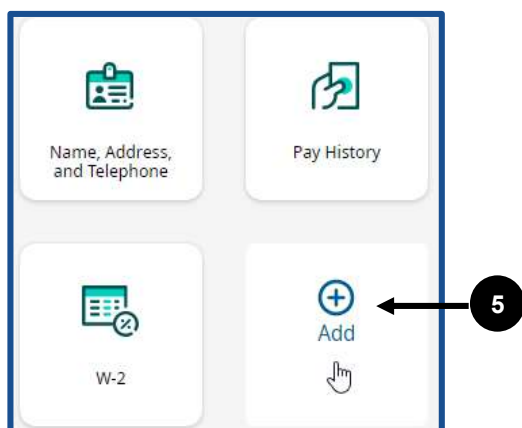 Name, Address,
and Telephone
Pay History
W-2
Add
5